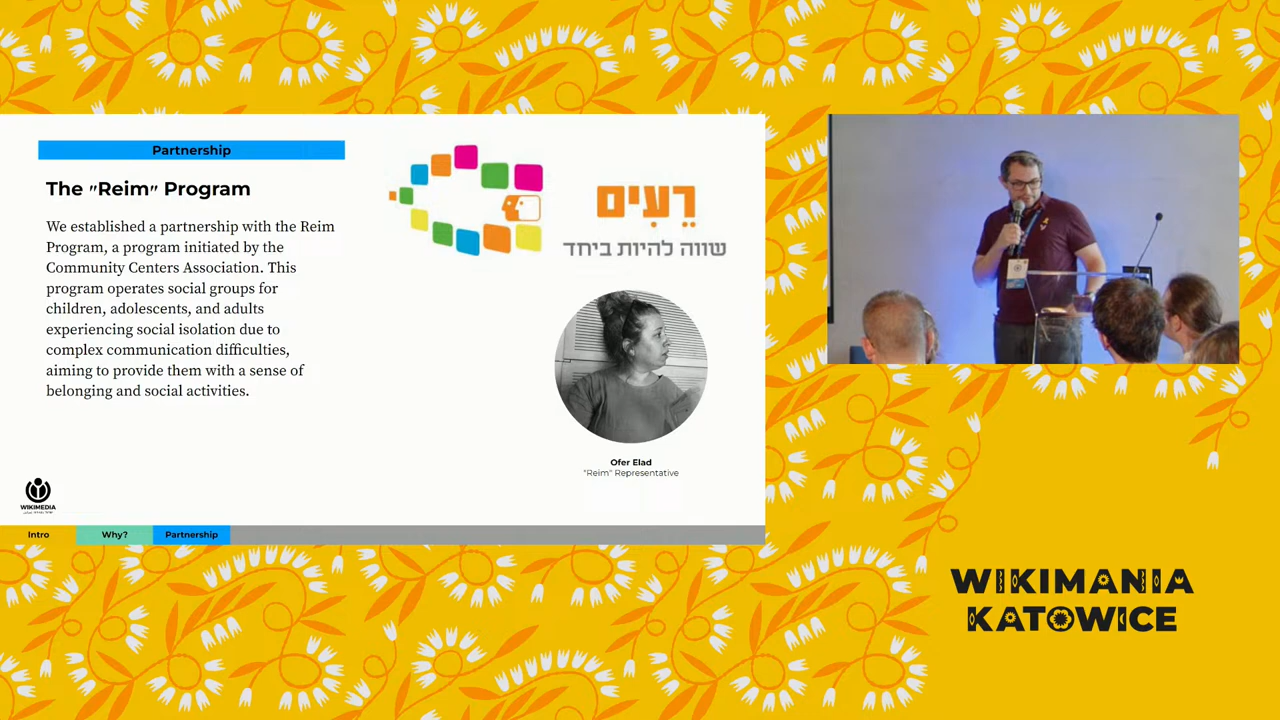 Partnership
The "Reim" Program
We established a partnership with the Reim
Program, a program initiated by the
Community Centers Association. This
program operates social groups for
children, adolescents, and adults
experiencing social isolation due to
complex communication difficulties,
aiming to provide them with a sense of
belonging and social activities.
רֵעִים
שווה להיות ביחד
Ofer Elad
"Reim" Representative
WIKIMEDIA
Intro
Why?
Partnership
WIKIMANIA
KATOWICE